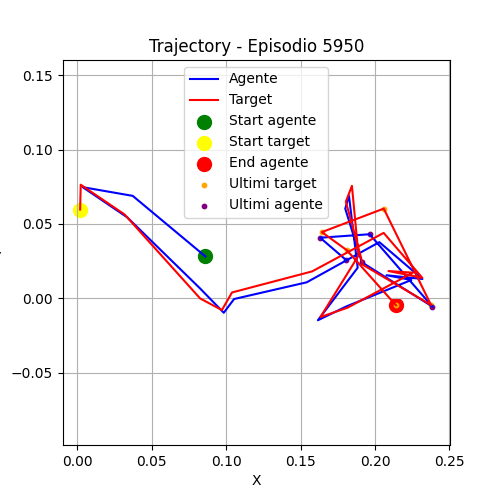 Trajectory - Episodio 5950
0.15
0.10
0.05
0.00
−0.05
Agente
Target
Start agente
Start target
End agente
Ultimi target
Ultimi agente
0.00 0.05 0.10 0.15 0.20 0.25
X